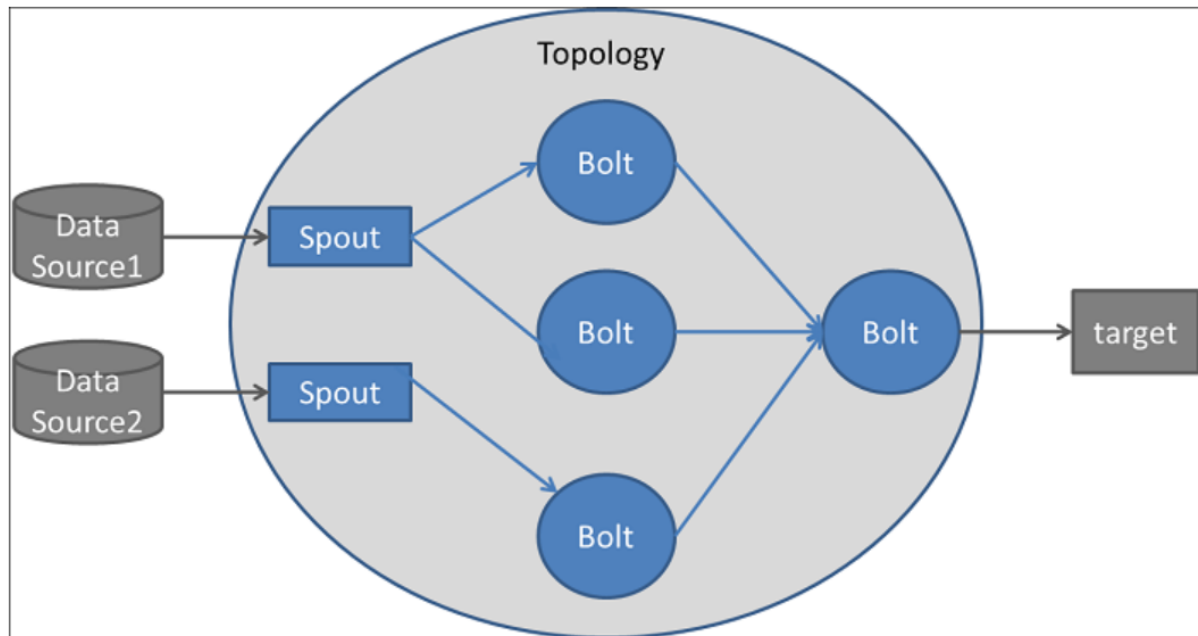 Topology
Data
Source1
Spout
Bolt
Bolt
Bolt
target
Data
Source2
Spout
Bolt